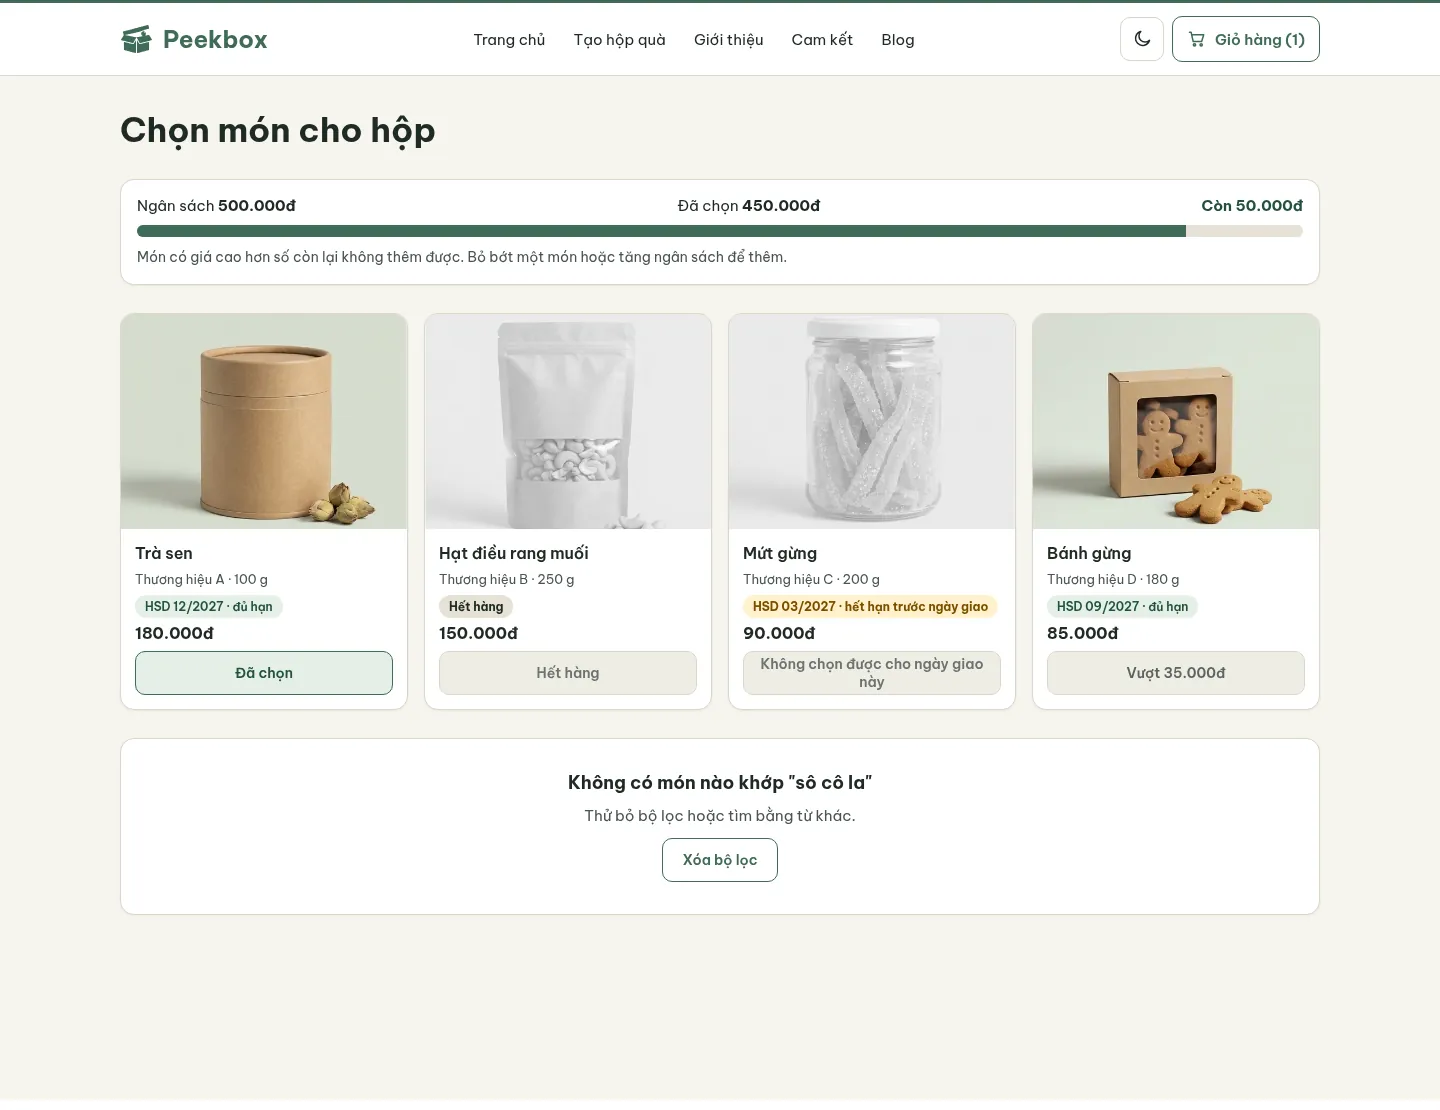 Peekbox
Trang chủ
Tạo hộp quà
Giới thiệu
Cam kết
Blog
Giỏ hàng (1)
Chọn món cho hộp
Ngân sách 500.000đ
Đã chọn 450.000đ
Còn 50.000đ
Món có giá cao hơn số còn lại không thêm được. Bỏ bớt một món hoặc tăng ngân sách để thêm.
Trà sen
Thương hiệu A · 100 g
HSD 12/2027 · đủ hạn
180.000đ
Đã chọn
Hạt điều rang muối
Thương hiệu B · 250 g
Hết hàng
150.000đ
Hết hàng
Mứt gừng
Thương hiệu C · 200 g
HSD 03/2027 · hết hạn trước ngày giao
90.000đ
Không chọn được cho ngày giao
này
Bánh gừng
Thương hiệu D · 180 g
HSD 09/2027 · đủ hạn
85.000đ
Vượt 35.000đ
Không có món nào khớp "sô cô la"
Thử bỏ bộ lọc hoặc tìm bằng từ khác.
Xóa bộ lọc